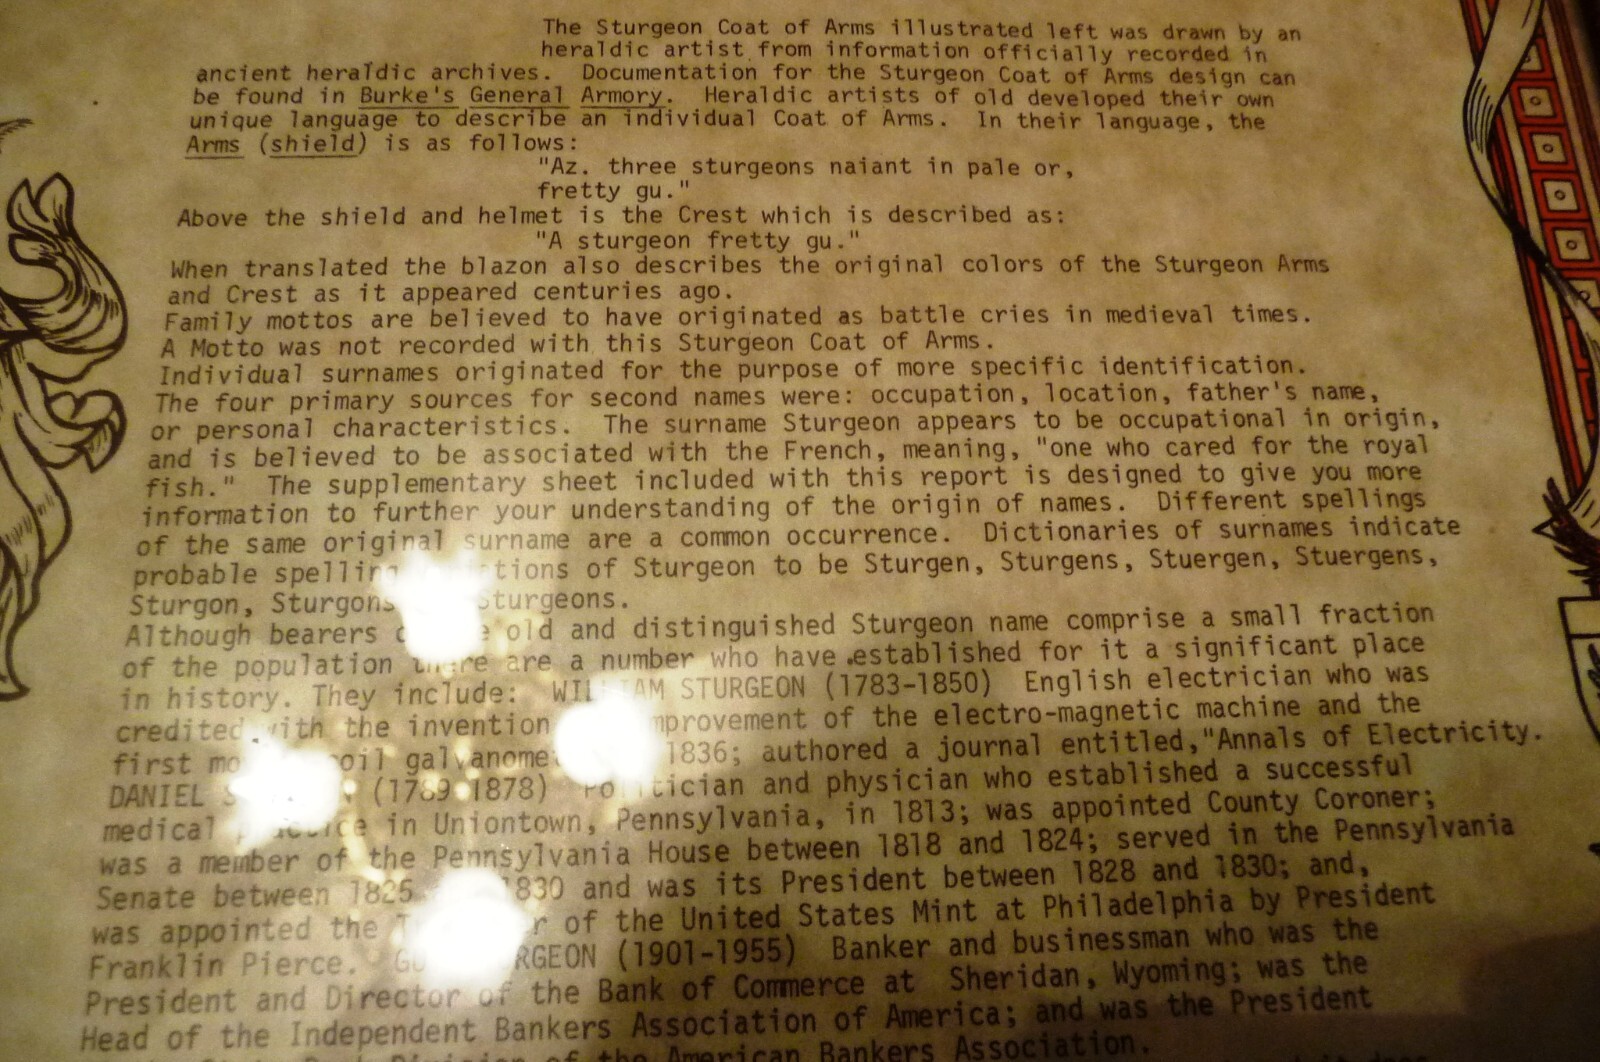 The Sturgeon Coat of Arms illustrated left was drawn by an
heraldic artist from information officially recorded in
ancient heraldic archives. Documentation for the Sturgeon Coat of Arms design can
be found in Burke's General Armory. Heraldic artists of old developed their own
unique language to describe an individual Coat of Arms. In their language, the
Arms (shield) is as follows:
"Az. three sturgeons naiant in pale or,
fretty gu."
Above the shield and helmet is the Crest which is described as:
"A sturgeon fretty gu."
When translated the blazon also describes the original colors of the Sturgeon Arms
and Crest as it appeared centuries ago.
Family mottos are believed to have originated as battle cries in medieval times.
A Motto was not recorded with this Sturgeon Coat of Arms.
Individual surnames originated for the purpose of more specific identification.
The four primary sources for second names were: occupation, location, father's name,
or personal characteristics. The surname Sturgeon appears to be occupational in origin,
and is believed to be associated with the French, meaning, "one who cared for the royal
fish." The supplementary sheet included with this report is designed to give you more
information to further your understanding of the origin of names. Different spellings
of the same original surname are a common occurrence. Dictionaries of surnames indicate
probable of Sturgeon to be Sturgen, Sturgens, Stuergen, Stuergens,
Sturgon, Sturgons Sturgeons.
Although bearers old and distinguished Sturgeon name comprise a small fraction
of the population there are a number who have established for it a significant place
in history. They include: WILLIAM STURGEON (1783-1850) English electrician who was
credited with the invention improvement of the electro-magnetic machine and the
first coil 1836; authored a journal entitled,"Annals of Electricity.
DANIEL (1789-1878) Politician and physician who established a successful
medical practice in Uniontown, Pennsylvania, in 1813; was appointed County Coroner;
was a member of the Pennsylvania House between 1818 and 1824; served in the Pennsylvania
Senate between 1825 1830 and was its President between 1828 and 1830; and,
was appointed the of the United States Mint at Philadelphia by President
Franklin Pierce. STURGEON (1901-1955) Banker and businessman who was the
President and Director of the Bank of Commerce at Sheridan, Wyoming; was the
Head of the Independent Bankers Association of America; and was the President
of the American Bankers Association.